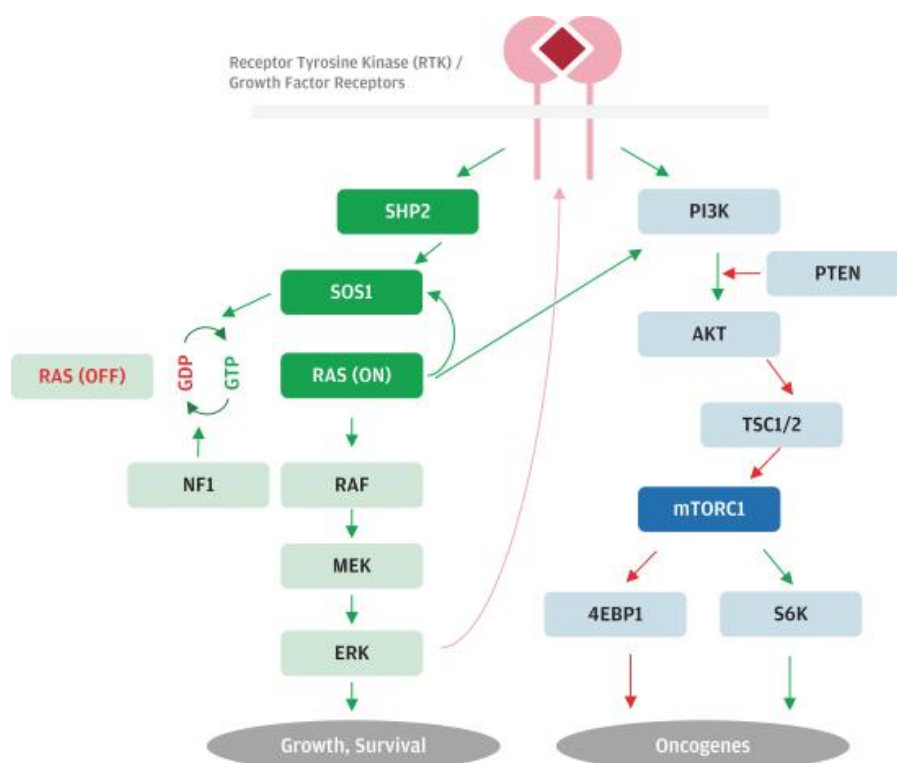 Receptor Tyrosine Kinase (RTK) /
Growth Factor Receptors
SHP2
PI3K
SOS1
PTEN
AKT
RAS (OFF)
GDP
GTP
RAS (ON)
TSC1/2
NF1
RAF
mTORC1
MEK
4EBP1
S6K
ERK
Growth, Survival
Oncogenes